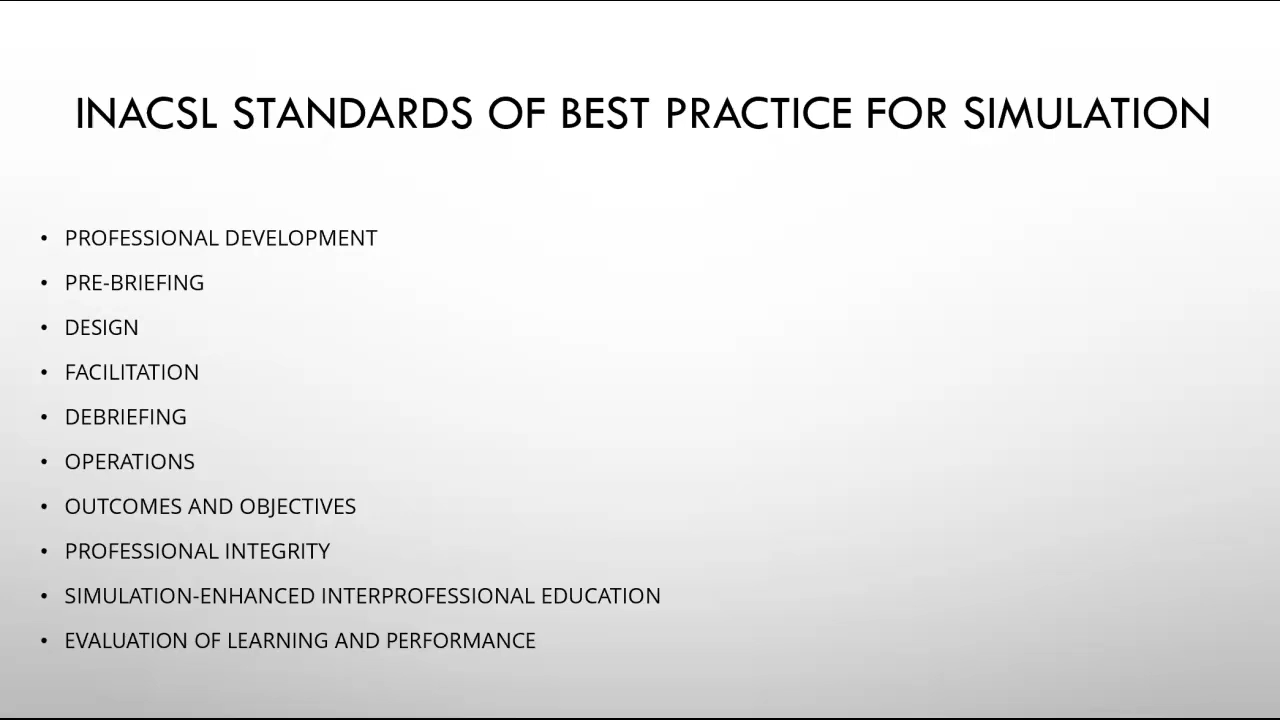 INACSL STANDARDS OF BEST PRACTICE FOR SIMULATION
• PROFESSIONAL DEVELOPMENT
• PRE-BRIEFING
• DESIGN
• FACILITATION
• DEBRIEFING
• OPERATIONS
• OUTCOMES AND OBJECTIVES
• PROFESSIONAL INTEGRITY
• SIMULATION-ENHANCED INTERPROFESSIONAL EDUCATION
• EVALUATION OF LEARNING AND PERFORMANCE